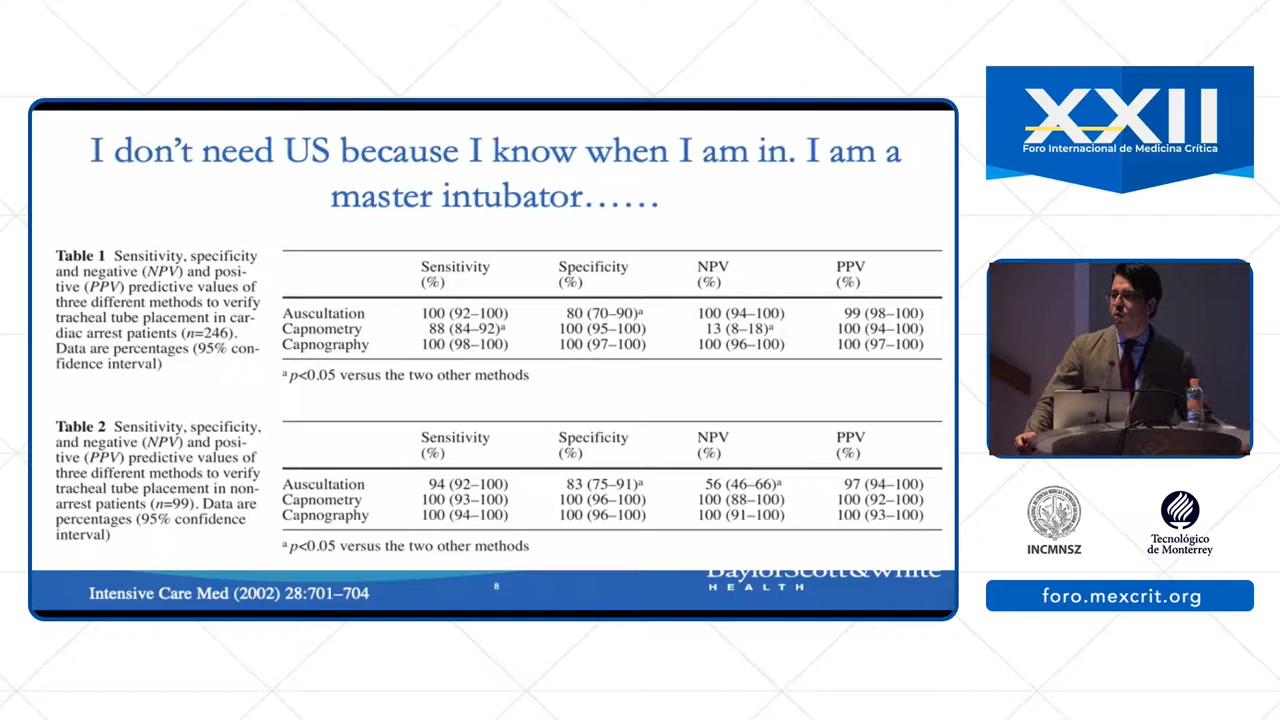 I don't need US because I know when I am in. I am a
master intubator……
Table 1 Sensitivity, specificity
and negative (NPV) and posi-
tive (PPV) predictive values of
three different methods to verify
tracheal tube placement in car-
diac arrest patients (n=246).
Data are percentages (95% con-
fidence interval)
Sensitivity (%) Specificity (%) NPV (%) PPV (%)
Auscultation 100 (92–100) 80 (70–90)ᵃ 100 (94–100) 99 (98–100)
Capnometry 88 (84–92)ᵃ 100 (95–100) 13 (8–18)ᵃ 100 (94–100)
Capnography 100 (98–100) 100 (97–100) 100 (96–100) 100 (97–100)
ᵃ p<0.05 versus the two other methods
Table 2 Sensitivity, specificity,
and negative (NPV) and posi-
tive (PPV) predictive values of
three different methods to verify
tracheal tube placement in non-
arrest patients (n=99). Data are
percentages (95% confidence
interval)
Sensitivity (%) Specificity (%) NPV (%) PPV (%)
Auscultation 94 (92–100) 83 (75–91)ᵃ 56 (46–66)ᵃ 97 (94–100)
Capnometry 100 (93–100) 100 (96–100) 100 (88–100) 100 (92–100)
Capnography 100 (94–100) 100 (96–100) 100 (91–100) 100 (93–100)
ᵃ p<0.05 versus the two other methods
Intensive Care Med (2002) 28:701–704
8
BaylorScott&White
HEALTH
XXII
Foro Internacional de Medicina Crítica
INCMNSZ
Tecnológico
de Monterrey
foro.mexcrit.org